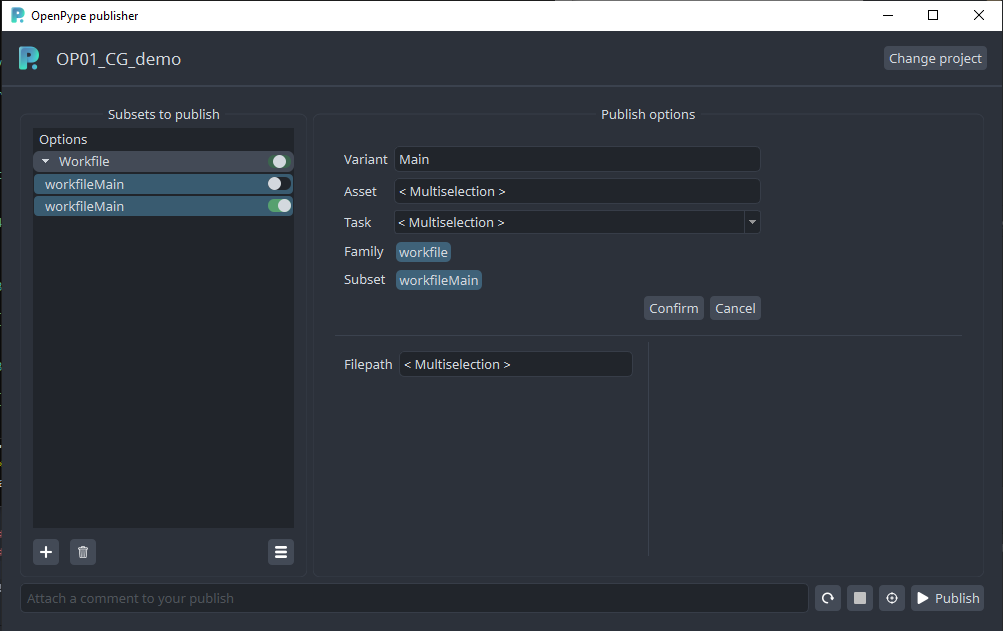 OpenPype publisher
OP01_CG_demo
Change project
Subsets to publish
Options
Workfile
workfileMain
workfileMain
Publish options
Variant Main
Asset < Multiselection >
Task < Multiselection >
Family workfile
Subset workfileMain
Confirm Cancel
Filepath < Multiselection >
Attach a comment to your publish
Publish